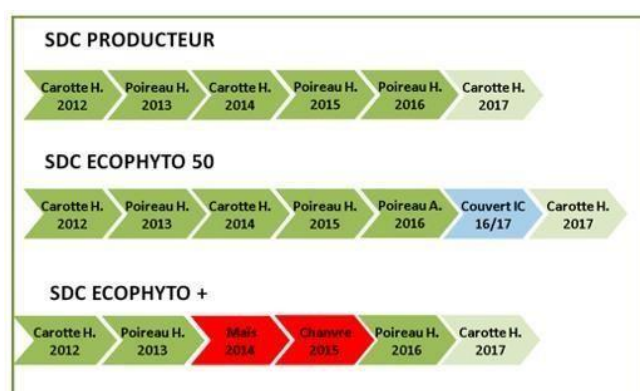 SDC PRODUCTEUR
Carotte H. Poireau H. Carotte H. Poireau H. Poireau H. Carotte H.
2012 2013 2014 2015 2016 2017
SDC ECOPHYTO 50
Carotte H. Poireau H. Carotte H. Poireau H. Poireau A. Couvert IC Carotte H.
2012 2013 2014 2015 2016 16/17 2017
SDC ECOPHYTO +
Carotte H. Poireau H. Maïs Chanvre Poireau H. Carotte H.
2012 2013 2014 2015 2016 2017